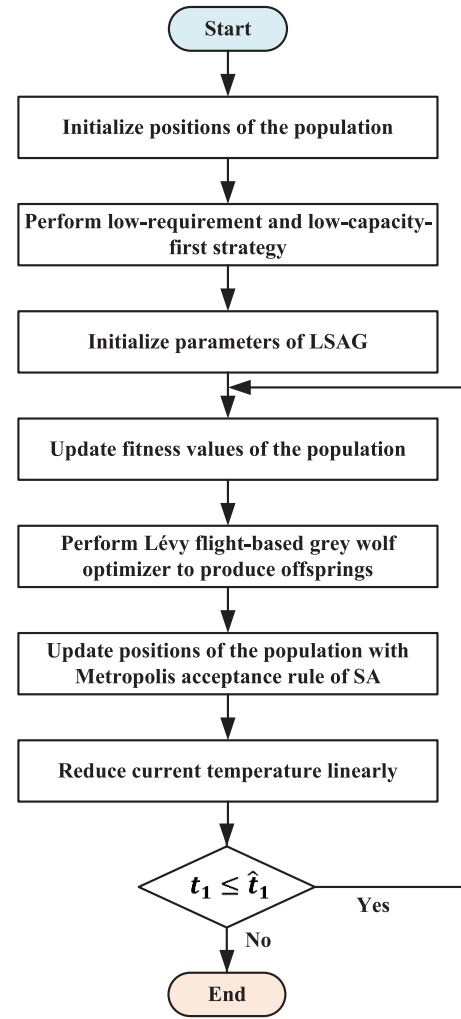 Start
Initialize positions of the population
Perform low-requirement and low-capacity-
first strategy
Initialize parameters of LSAG
Update fitness values of the population
Perform Lévy flight-based grey wolf
optimizer to produce offsprings
Update positions of the population with
Metropolis acceptance rule of SA
Reduce current temperature linearly
t₁ ≤ t̂₁
Yes
No
End